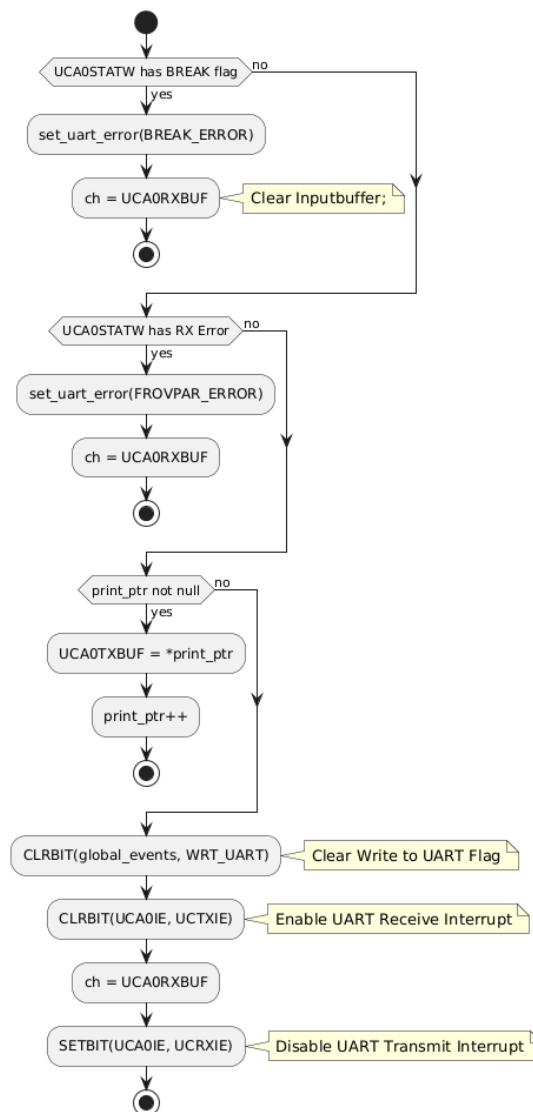 UCA0STATW has BREAK flag
no
yes
set_uart_error(BREAK_ERROR)
ch = UCA0RXBUF
Clear Inputbuffer;
UCA0STATW has RX Error
no
yes
set_uart_error(FROVPAR_ERROR)
ch = UCA0RXBUF
print_ptr not null
no
yes
UCA0TXBUF = *print_ptr
print_ptr++
CLRBIT(global_events, WRT_UART)
Clear Write to UART Flag
CLRBIT(UCA0IE, UCTXIE)
Enable UART Receive Interrupt
ch = UCA0RXBUF
SETBIT(UCA0IE, UCRXIE)
Disable UART Transmit Interrupt